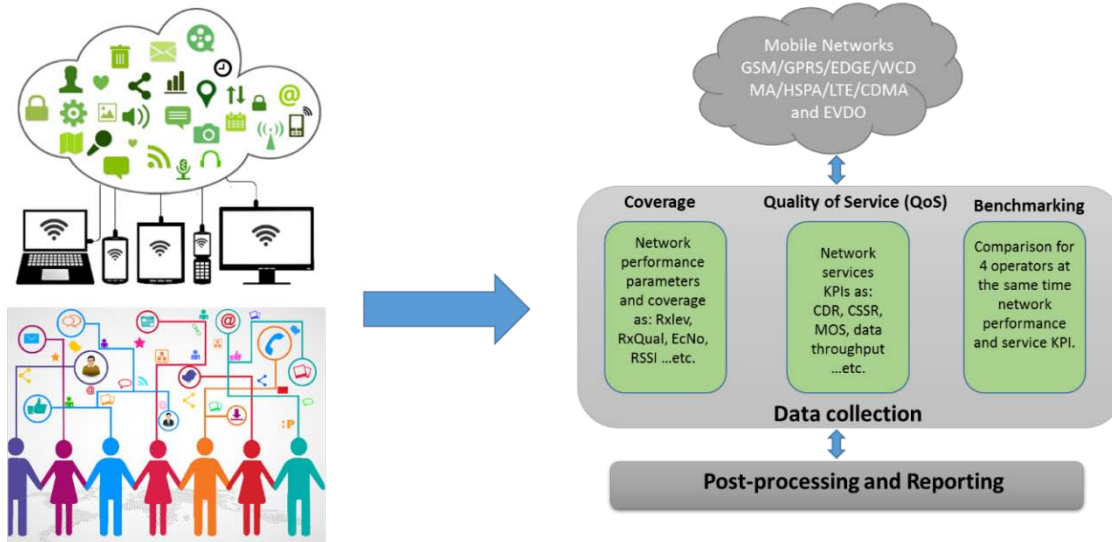 @
@
@
:P
Mobile Networks
GSM/GPRS/EDGE/WCD
MA/HSPA/LTE/CDMA
and EVDO
Coverage
Network
performance
parameters
and coverage
as: Rxlev,
RxQual, EcNo,
RSSI ...etc.
Quality of Service (QoS)
Network
services
KPIs as:
CDR, CSSR,
MOS, data
throughput
...etc.
Benchmarking
Comparison for
4 operators at
the same time
network
performance
and service KPI.
Data collection
Post-processing and Reporting